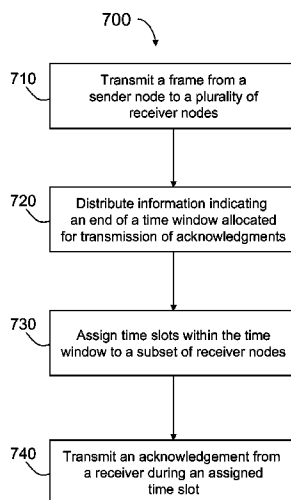 700
710
Transmit a frame from a
sender node to a plurality of
receiver nodes
720
Distribute information indicating
an end of a time window allocated
for transmission of acknowledgments
730
Assign time slots within the time
window to a subset of receiver nodes
740
Transmit an acknowledgement from
a receiver during an assigned
time slot